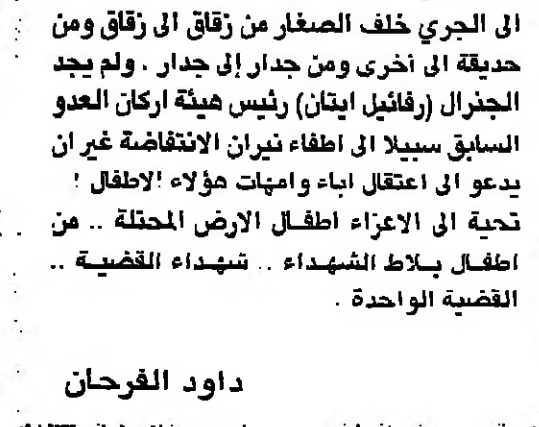 الى الجري خلف الصغار من زقاق الى زقاق ومن
حديقة الى أخرى ومن جدار إلى جدار . ولم يجد
الجنرال (رفائيل ايتان) رئيس هيئة اركان العدو
السابق سبيلا الى اطفاء نيران الانتفاضة غير ان
يدعو الى اعتقال اباء وامهات هؤلاء الاطفال !
تحية الى الاعزاء اطفال الارض المحتلة .. من
اطفال بلاط الشهداء .. شهداء القضية ..
القضية الواحدة .
داود الفرحان